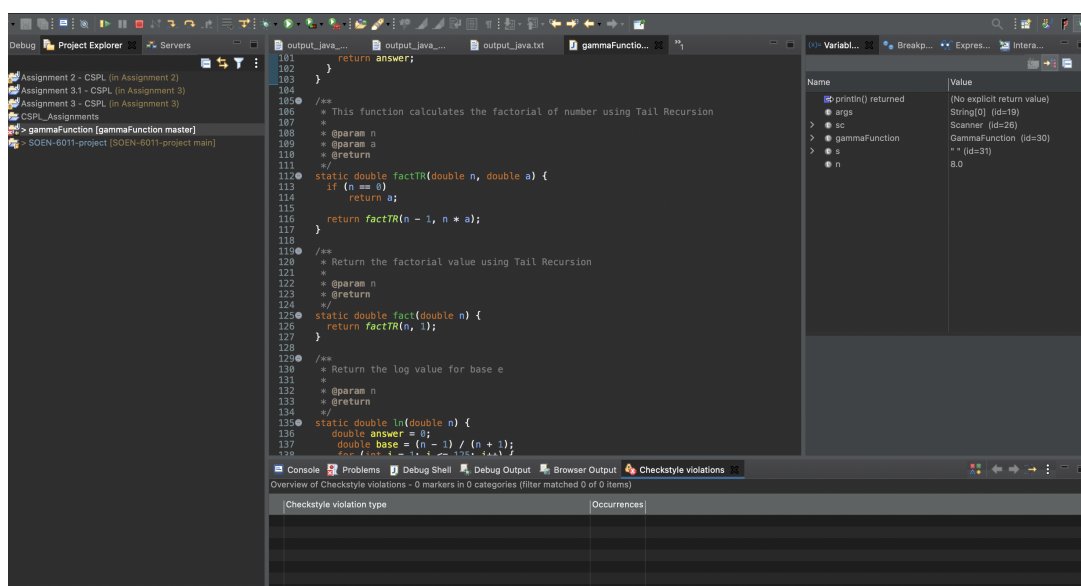 Debug Project Explorer Servers
Assignment 2 - CSPL (in Assignment 2)
Assignment 3.1 - CSPL (in Assignment 3)
Assignment 3 - CSPL (in Assignment 3)
CSPL_Assignments
> gammaFunction [gammaFunction master]
> SOEN-6011-project [SOEN-6011-project main]
output_java_... output_java_... output_java.txt gammaFunctio... 1
101 return answer;
102 }
103 }
104
105 /**
106 * This function calculates the factorial of number using Tail Recursion
107 *
108 * @param n
109 * @param a
110 * @return
111 */
112 static double factTR(double n, double a) {
113 if (n == 0)
114 return a;
115
116 return factTR(n - 1, n * a);
117 }
118
119 /**
120 * Return the factorial value using Tail Recursion
121 *
122 * @param n
123 * @return
124 */
125 static double fact(double n) {
126 return factTR(n, 1);
127 }
128
129 /**
130 * Return the log value for base e
131 *
132 * @param n
133 * @return
134 */
135 static double ln(double n) {
136 double answer = 0;
137 double base = (n - 1) / (n + 1);
138 for (int i = 1; i <= 125; i++) {
(x)= Variabl... Breakp... Expres... Intera...
Name Value
println() returned (No explicit return value)
args String[0] (id=19)
> sc Scanner (id=26)
> gammaFunction GammaFunction (id=30)
> s " " (id=31)
n 8.0
Console Problems Debug Shell Debug Output Browser Output Checkstyle violations
Overview of Checkstyle violations - 0 markers in 0 categories (filter matched 0 of 0 items)
Checkstyle violation type Occurrences